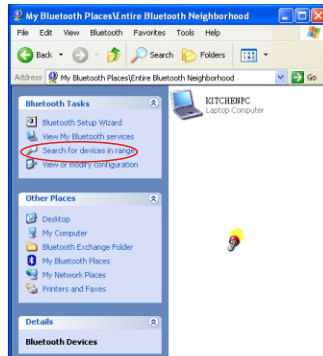 My Bluetooth Places\Entire Bluetooth Neighborhood
File Edit View Bluetooth Favorites Tools Help
Back Search Folders
Address My Bluetooth Places\Entire Bluetooth Neighborhood Go
Bluetooth Tasks
Bluetooth Setup Wizard
View My Bluetooth services
Search for devices in range
View or modify configuration
Other Places
Desktop
My Computer
Bluetooth Exchange Folder
My Bluetooth Places
My Network Places
Printers and Faxes
Details
Bluetooth Devices
KITCHENPC
Laptop Computer